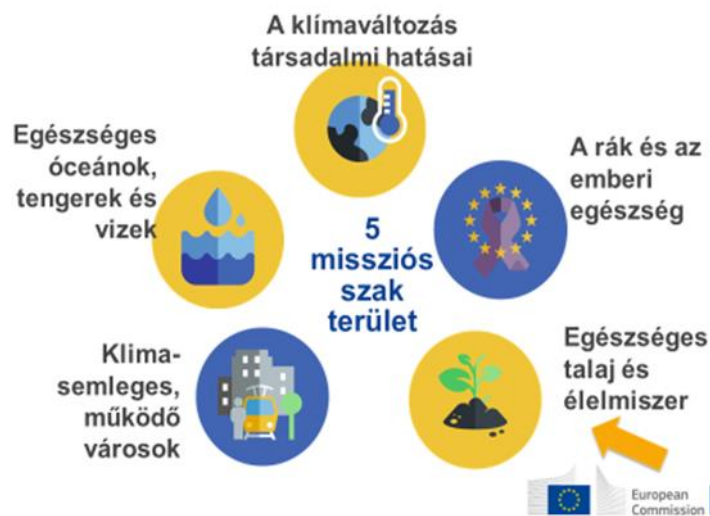 A klímaváltozás
társadalmi hatásai
Egészséges
óceánok,
tengerek és
vizek
A rák és az
emberi
egészség
5
missziós
szak
terület
Klima-
semleges,
működő
városok
Egészséges
talaj és
élelmiszer
European
Commission